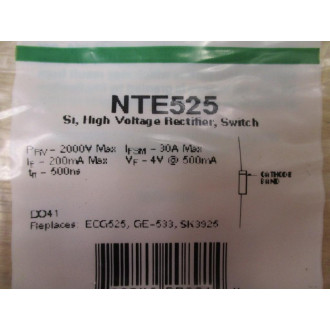 NTE525
Si, High Voltage Rectifier, Switch
PRV - 2000V Max IFSM - 30A Max
IF - 200mA Max VF - 4V @ 500mA
trr - 500ns
CATHODE
BAND
DO41
Replaces: ECG525, GE-533, SK3925